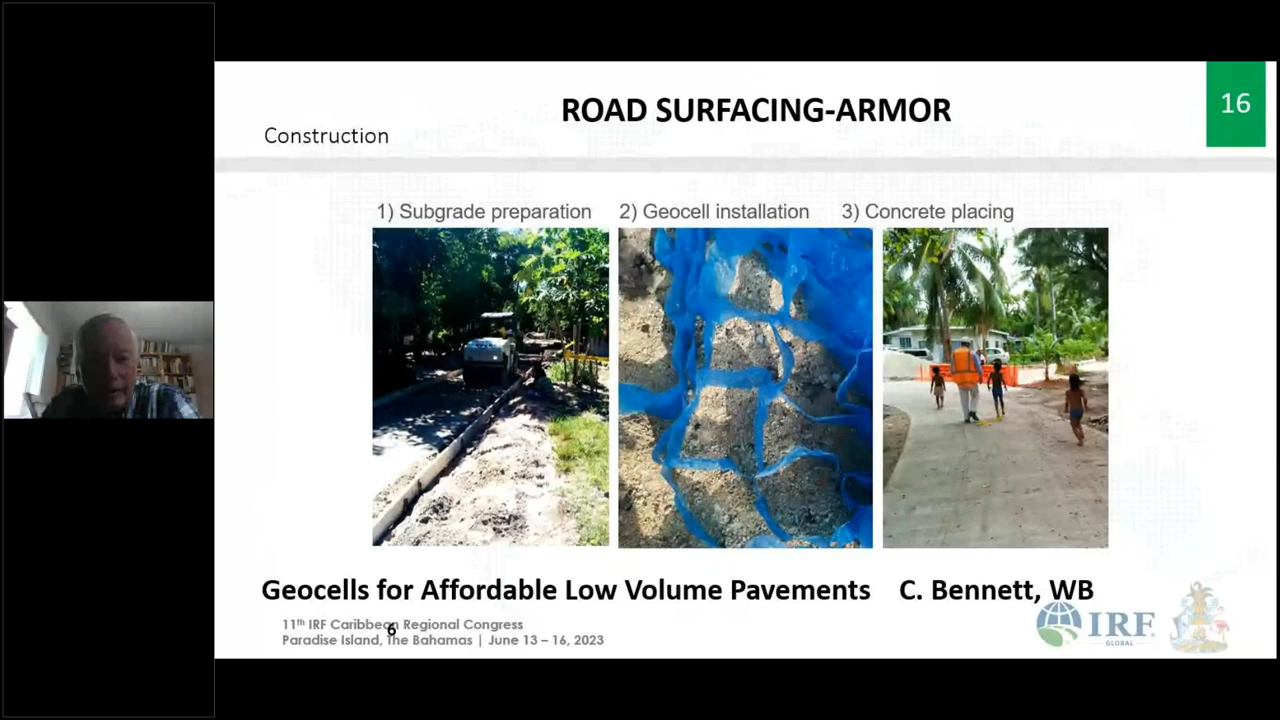 ROAD SURFACING-ARMOR
16
Construction
1) Subgrade preparation
2) Geocell installation
3) Concrete placing
Geocells for Affordable Low Volume Pavements
C. Bennett, WB
11th IRF Caribbean Regional Congress
6
Paradise Island, The Bahamas | June 13 – 16, 2023
IRF
GLOBAL